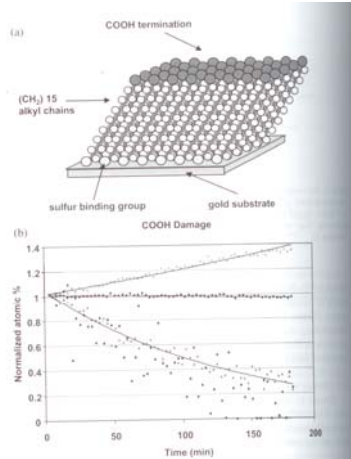 (a)
COOH termination
(CH₂) 15
alkyl chains
sulfur binding group
gold substrate
(b)
COOH Damage
1.4
1.2
1
0.8
0.6
0.4
0.2
0
Normalized atomic %
0
50
100
150
200
Time (min)